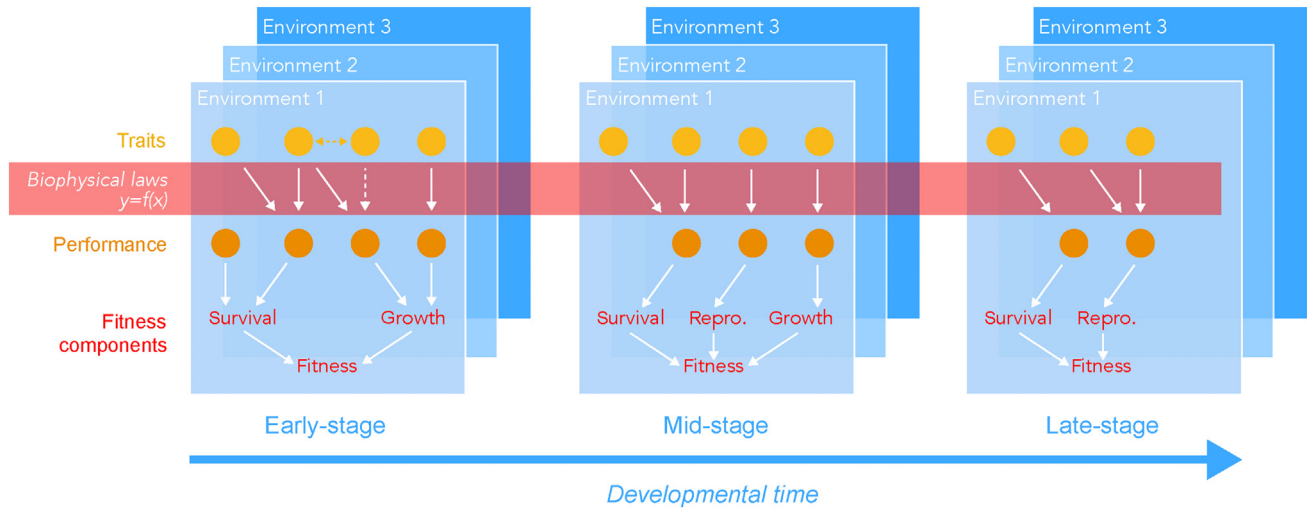 Environment 3
Environment 2
Environment 1
Environment 3
Environment 2
Environment 1
Environment 3
Environment 2
Environment 1
Traits
Biophysical laws
y=f(x)
Performance
Fitness
components
Survival
Growth
Fitness
Survival
Repro.
Growth
Fitness
Survival
Repro.
Fitness
Early-stage
Mid-stage
Late-stage
Developmental time